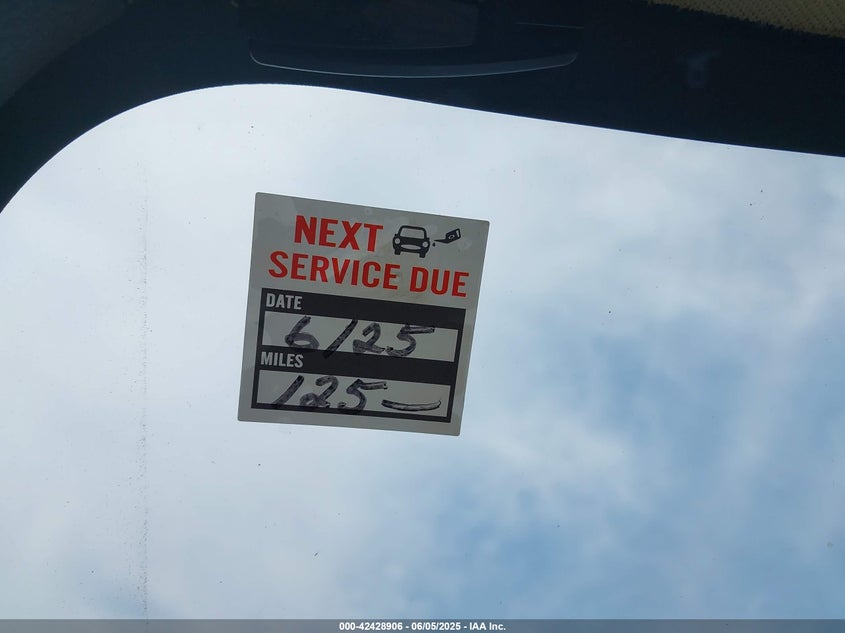 NEXT
SERVICE DUE
DATE
6/25
MILES
125—
000-42428906 - 06/05/2025 - IAA Inc.